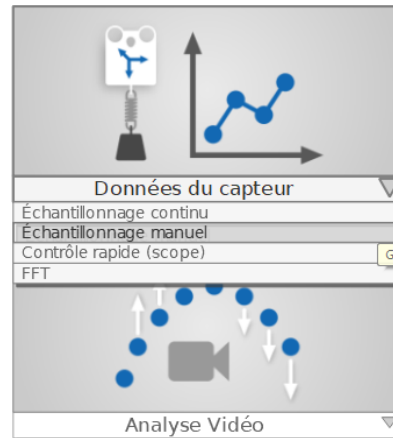 Données du capteur
Échantillonnage continu
Échantillonnage manuel
Contrôle rapide (scope)
G
FFT
Analyse Vidéo